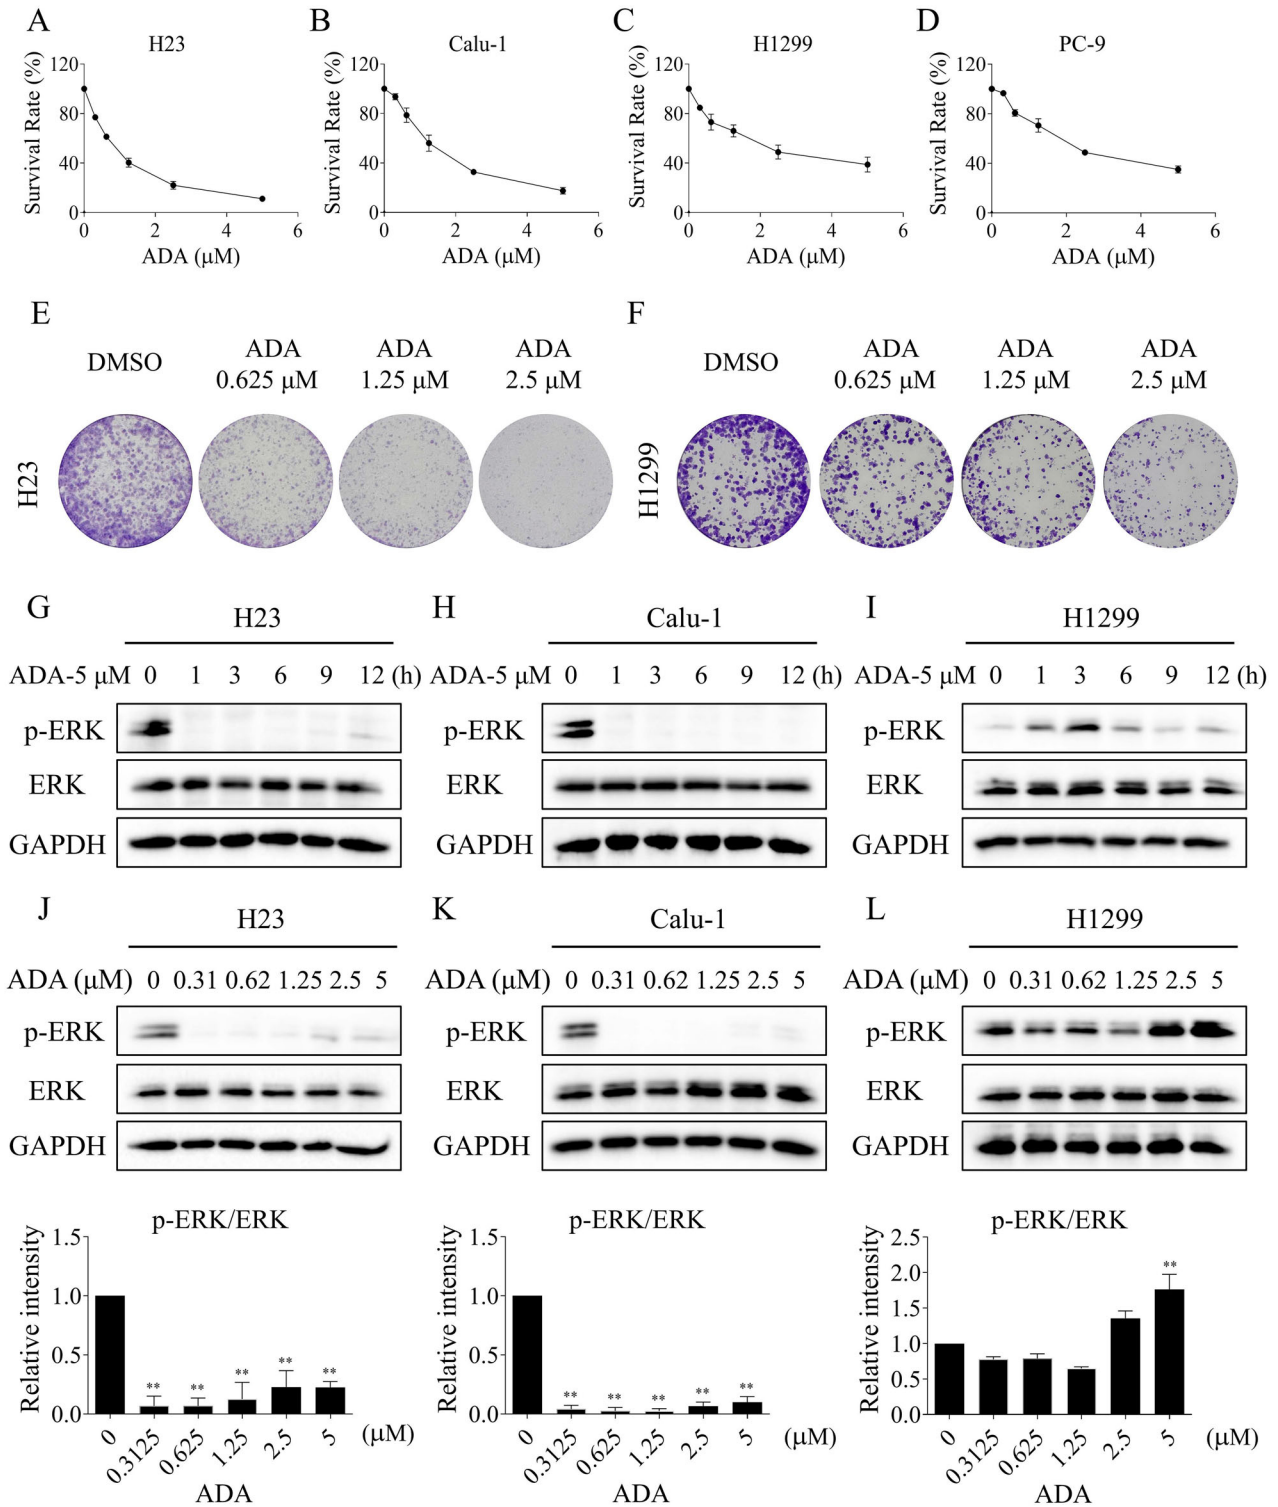 A B C D
H23 Calu-1 H1299 PC-9
Survival Rate (%) Survival Rate (%) Survival Rate (%) Survival Rate (%)
120 120 120 120
80 80 80 80
40 40 40 40
0 0 0 0
0 2 4 6 0 2 4 6 0 2 4 6 0 2 4 6
ADA (μM) ADA (μM) ADA (μM) ADA (μM)
E F
DMSO ADA ADA ADA DMSO ADA ADA ADA
0.625 μM 1.25 μM 2.5 μM 0.625 μM 1.25 μM 2.5 μM
H23 H1299
G H I
H23 Calu-1 H1299
ADA-5 μM 0 1 3 6 9 12 (h) ADA-5 μM 0 1 3 6 9 12 (h) ADA-5 μM 0 1 3 6 9 12 (h)
p-ERK p-ERK p-ERK
ERK ERK ERK
GAPDH GAPDH GAPDH
J K L
H23 Calu-1 H1299
ADA (μM) 0 0.31 0.62 1.25 2.5 5 ADA (μM) 0 0.31 0.62 1.25 2.5 5 ADA (μM) 0 0.31 0.62 1.25 2.5 5
p-ERK p-ERK p-ERK
ERK ERK ERK
GAPDH GAPDH GAPDH
p-ERK/ERK p-ERK/ERK p-ERK/ERK
Relative intensity Relative intensity Relative intensity
1.5 1.5 2.5
2.0
1.0 1.0 1.5
1.0
0.5 0.5 0.5
0.0 0.0 0.0
** ** ** ** ** ** ** ** ** ** **
0 0.3125 0.625 1.25 2.5 5 (μM) 0 0.3125 0.625 1.25 2.5 5 (μM) 0 0.3125 0.625 1.25 2.5 5 (μM)
ADA ADA ADA